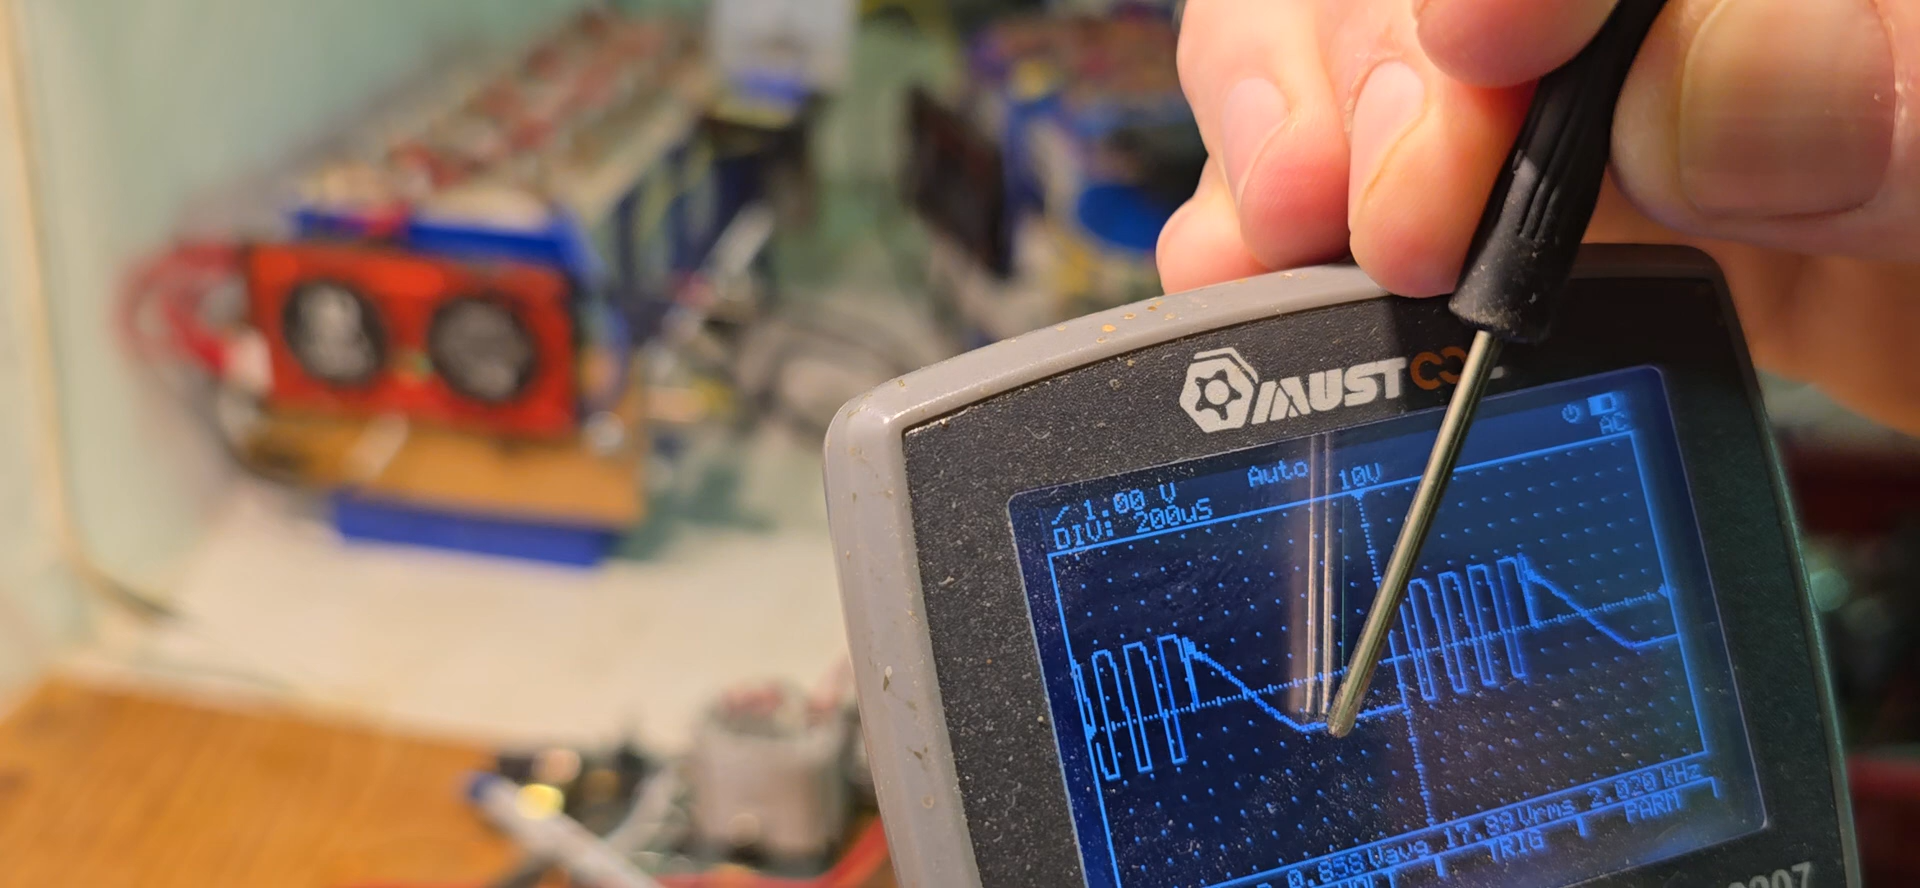 MUST
Auto
10V
AC
/ 1.00 V
DIV: 200uS
0.858 Vavg 17.89 Vrms 2.020 kHz
TRIG
PARM